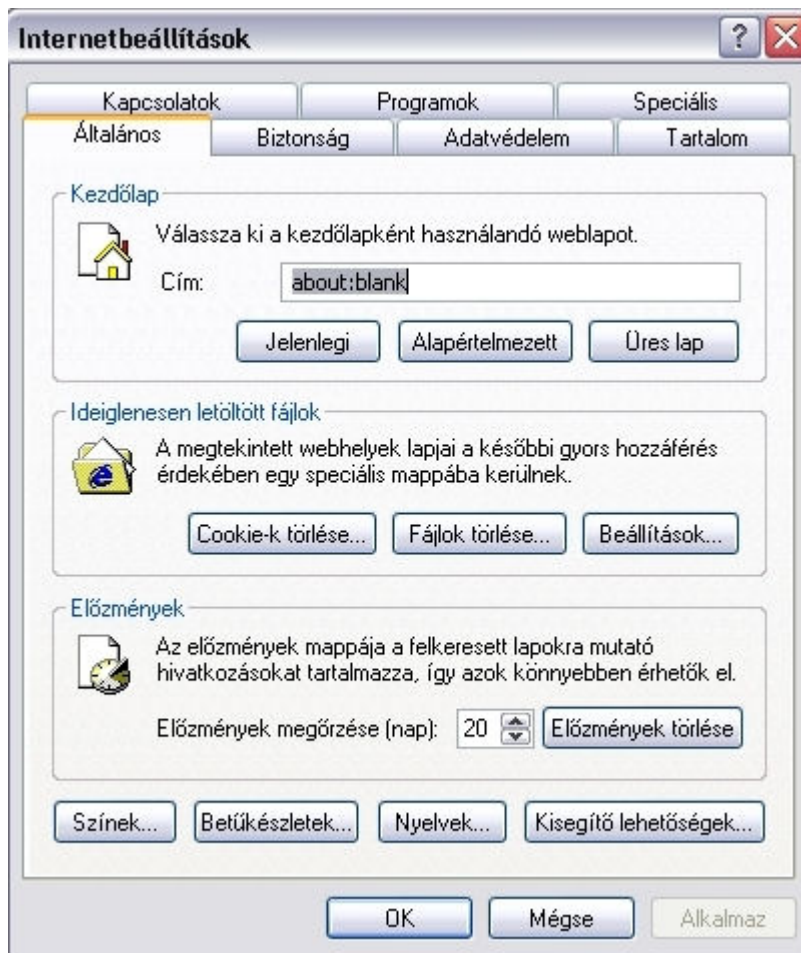 Internetbeállítások
Kapcsolatok Programok Speciális
Általános Biztonság Adatvédelem Tartalom
Kezdőlap
Válassza ki a kezdőlapként használandó weblapot.
Cím: about:blank
Jelenlegi Alapértelmezett Üres lap
Ideiglenesen letöltött fájlok
A megtekintett webhelyek lapjai a későbbi gyors hozzáférés
érdekében egy speciális mappába kerülnek.
Cookie-k törlése... Fájlok törlése... Beállítások...
Előzmények
Az előzmények mappája a felkeresett lapokra mutató
hivatkozásokat tartalmazza, így azok könnyebben érhetők el.
Előzmények megőrzése (nap): 20 Előzmények törlése
Színek... Betűkészletek... Nyelvek... Kisegítő lehetőségek...
OK Mégse Alkalmaz